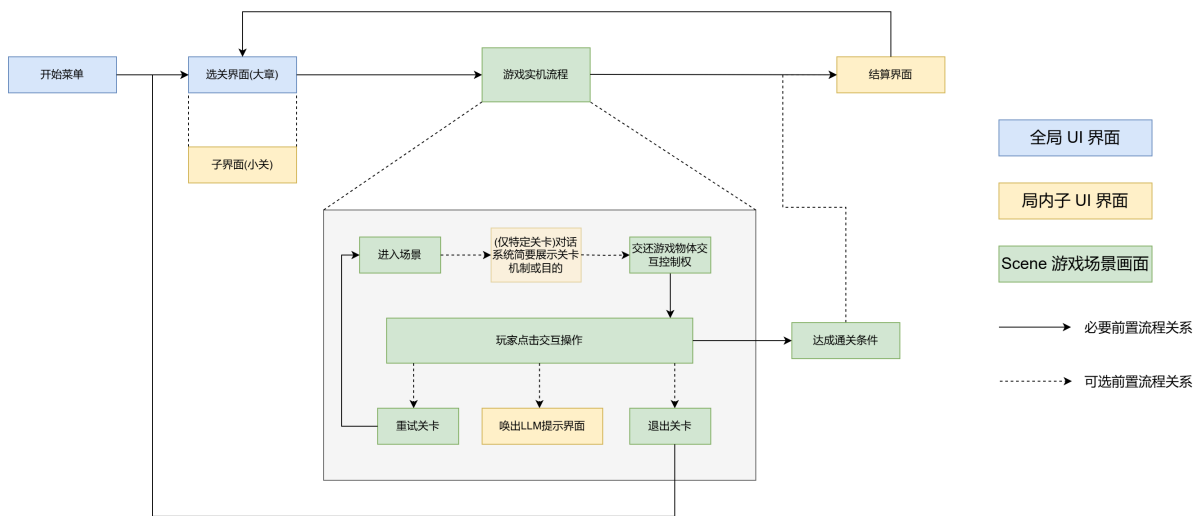 开始菜单
选关界面(大章)
游戏实机流程
结算界面
子界面(小关)
全局 UI 界面
局内子 UI 界面
Scene 游戏场景画面
必要前置流程关系
可选前置流程关系
进入场景
(仅特定关卡)对话
系统简要展示关卡
机制或目的
交还游戏物体交
互控制权
玩家点击交互操作
达成通关条件
重试关卡
唤出LLM提示界面
退出关卡